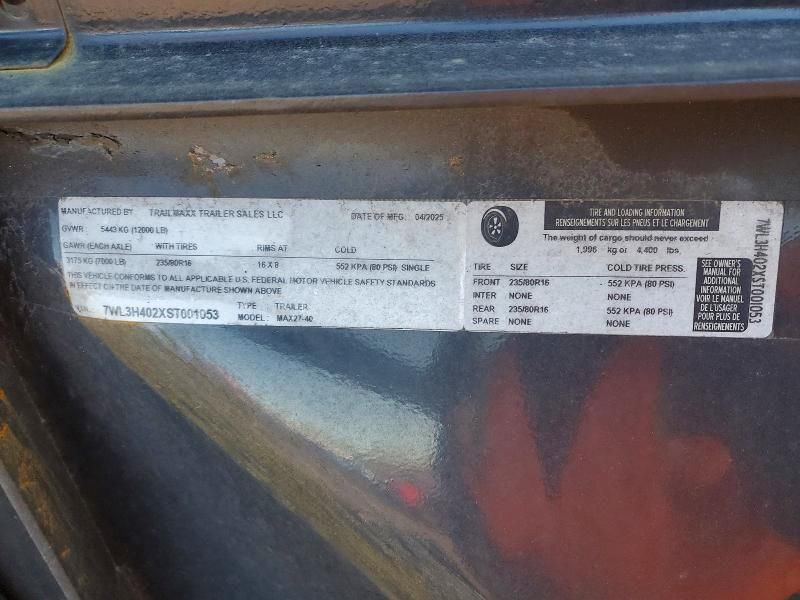 MANUFACTURED BY: TRAILMAXX TRAILER SALES LLC DATE OF MFG. 04/2025
GVWR: 5443 KG (12000 LB)
GAWR (EACH AXLE) WITH TIRES RIMS AT COLD
3175 KG (7000 LB) 235/80R16 16 X 8 552 KPA (80 PSI) SINGLE
THIS VEHICLE CONFORMS TO ALL APPLICABLE U.S. FEDERAL MOTOR VEHICLE SAFETY STANDARDS
IN EFFECT ON THE DATE OF MANUFACTURE SHOWN ABOVE
7WL3H402XST001053 TYPE: TRAILER
MODEL: MAX27-40
TIRE AND LOADING INFORMATION
RENSEIGNEMENTS SUR LES PNEUS ET LE CHARGEMENT
The weight of cargo should never exceed
1,996 kg or 4,400 lbs
TIRE SIZE COLD TIRE PRESS.
FRONT 235/80R16 552 KPA (80 PSI)
INTER NONE NONE
REAR 235/80R16 552 KPA (80 PSI)
SPARE NONE NONE
SEE OWNER'S
MANUAL FOR
ADDITIONAL
INFORMATION
VOIR LE MANUEL
DE L'USAGER
POUR PLUS DE
RENSEIGNEMENTS
7WL3H402XST001053